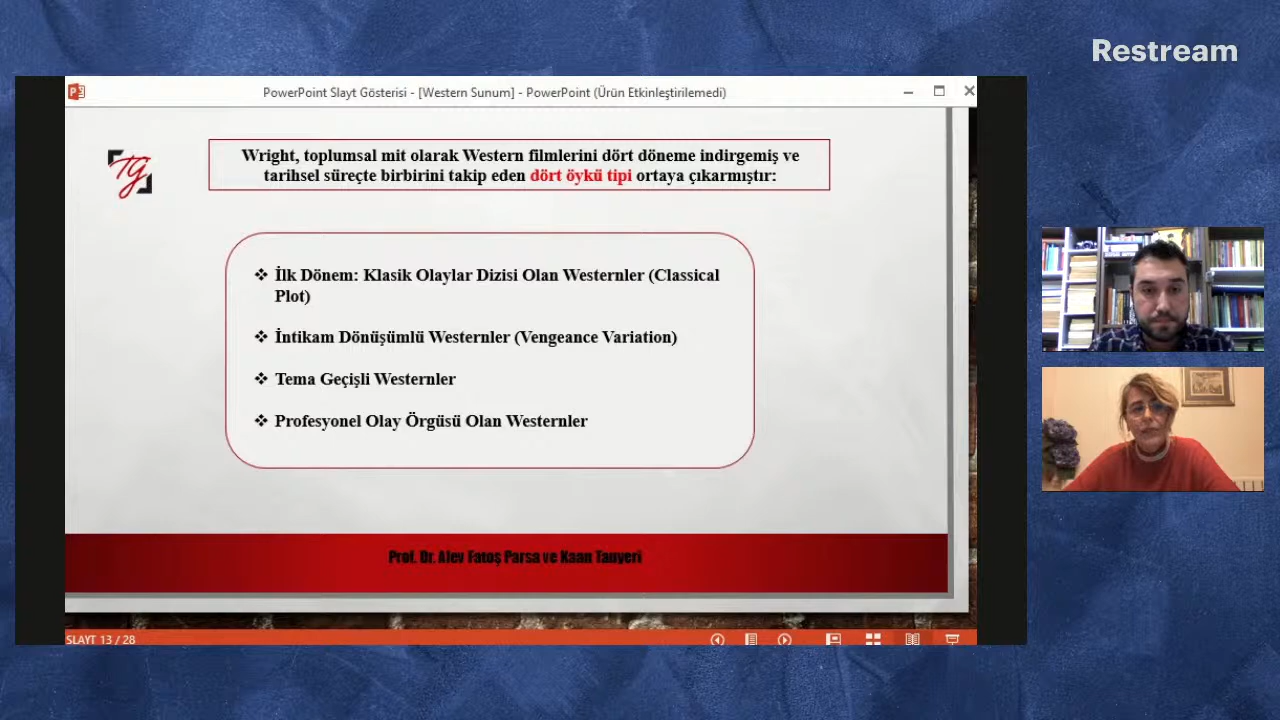 Restream
PowerPoint Slayt Gösterisi - [Western Sunum] - PowerPoint (Ürün Etkinleştirilemedi)
TG
Wright, toplumsal mit olarak Western filmlerini dört döneme indirgemiş ve
tarihsel süreçte birbirini takip eden dört öykü tipi ortaya çıkarmıştır:
❖ İlk Dönem: Klasik Olaylar Dizisi Olan Westernler (Classical
Plot)
❖ İntikam Dönüşümlü Westernler (Vengeance Variation)
❖ Tema Geçişli Westernler
❖ Profesyonel Olay Örgüsü Olan Westernler
Prof. Dr. Alev Fatoş Parsa ve Kaan Tanyeri
SLAYT 13 / 28